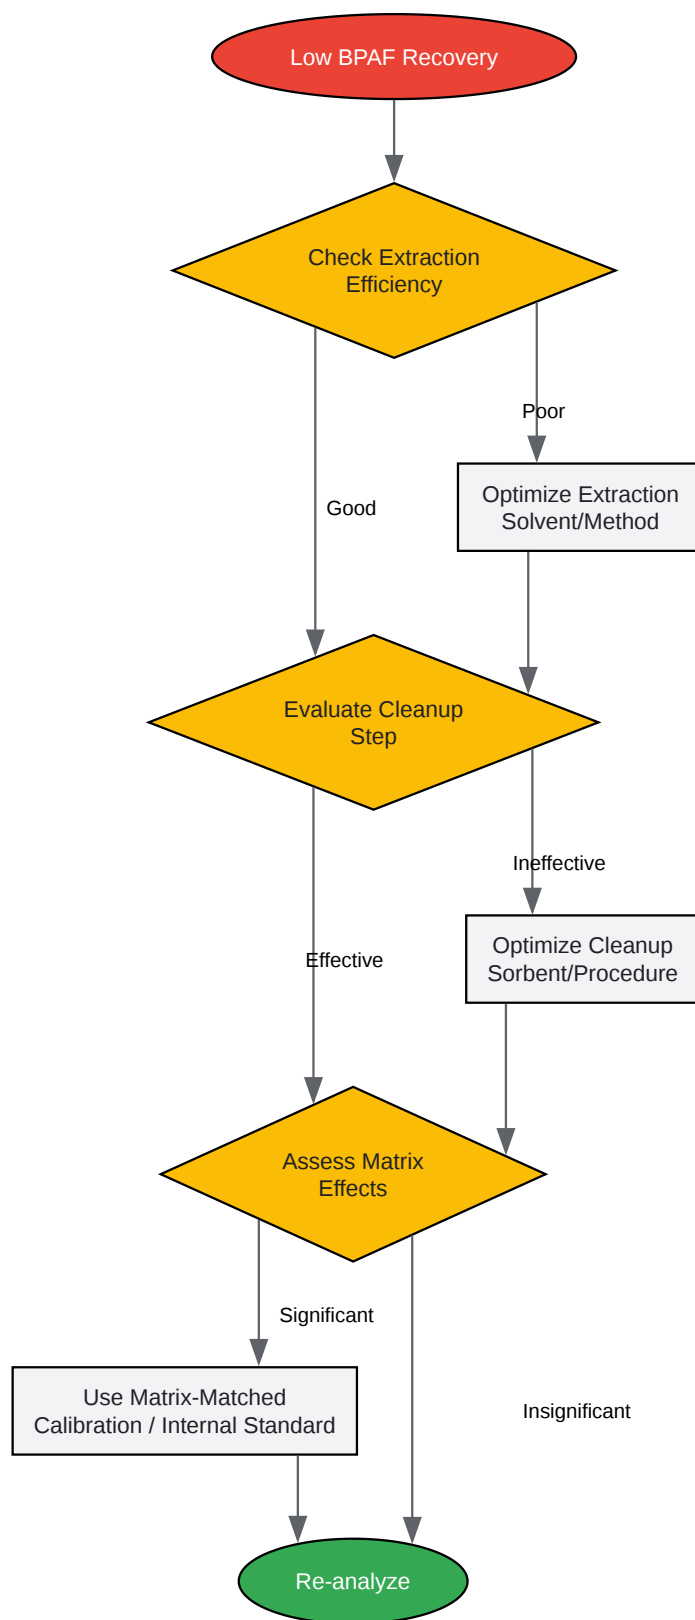 Low BPAF Recovery
Check Extraction
Efficiency
Poor
Optimize Extraction
Solvent/Method
Good
Evaluate Cleanup
Step
Ineffective
Optimize Cleanup
Sorbent/Procedure
Effective
Assess Matrix
Effects
Significant
Use Matrix-Matched
Calibration / Internal Standard
Insignificant
Re-analyze